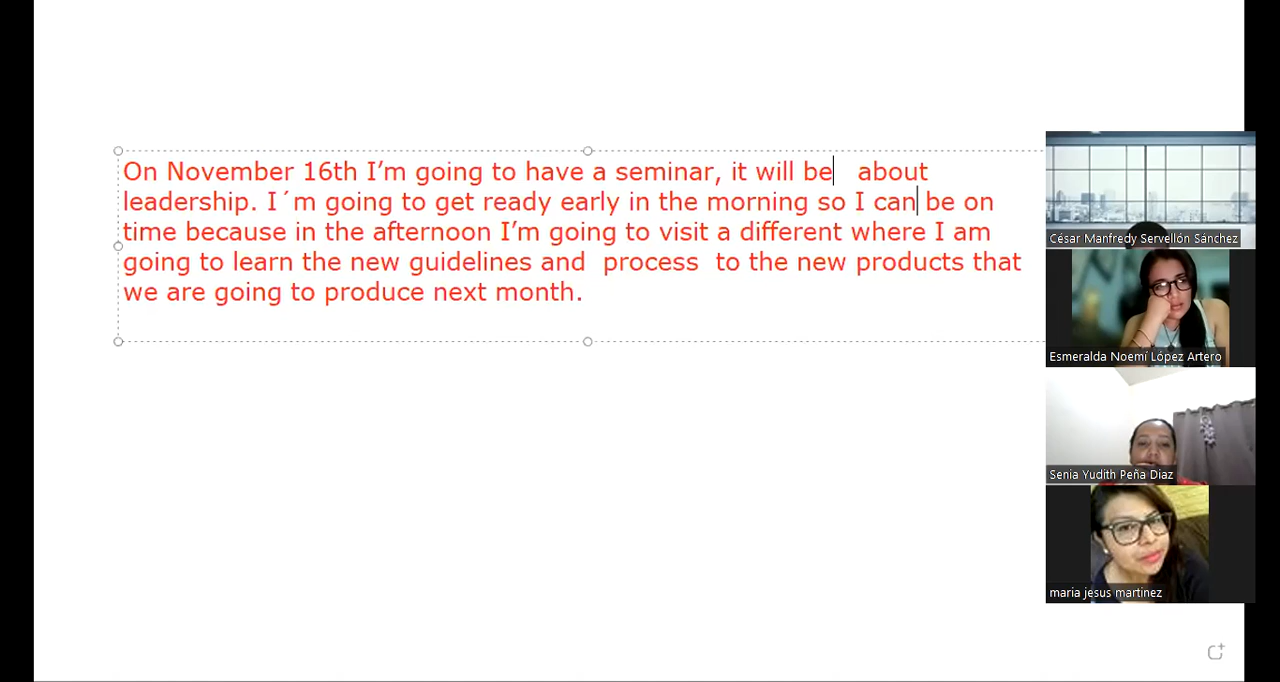 On November 16th I’m going to have a seminar, it will be about
leadership. I´m going to get ready early in the morning so I can be on
time because in the afternoon I’m going to visit a different where I am
going to learn the new guidelines and process to the new products that
we are going to produce next month.
César Manfredy Servellón Sánchez
Esmeralda Noemí López Artero
Senia Yudith Peña Diaz
maria jesus martinez